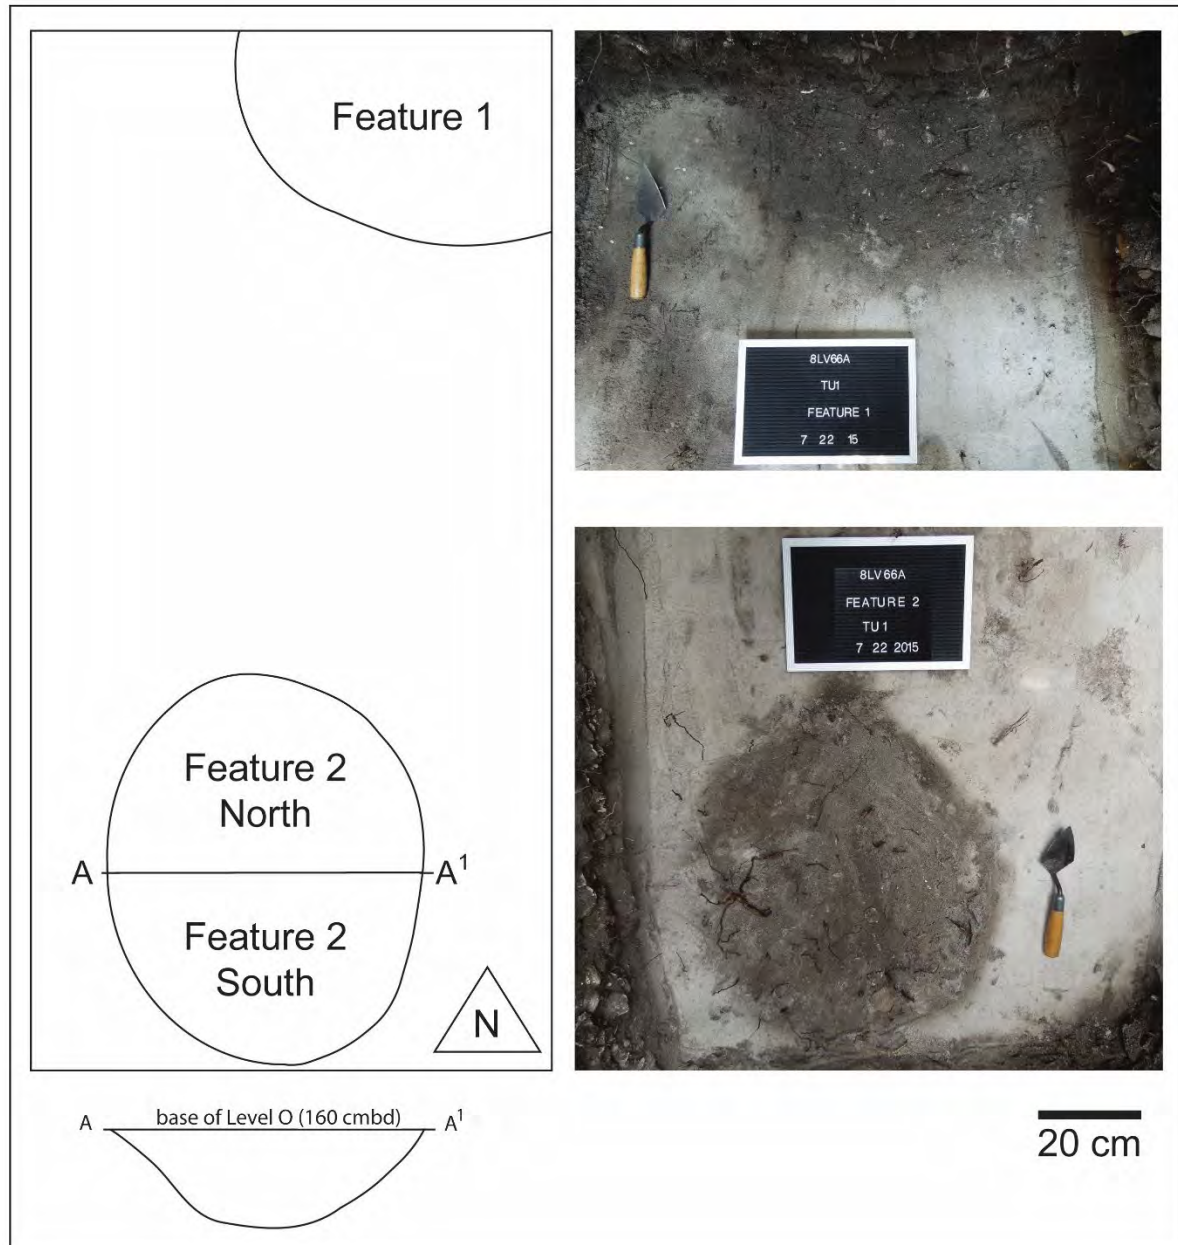 Feature 1
Feature 2
North
A
A¹
Feature 2
South
N
A
base of Level O (160 cmbd)
A¹
8LV66A
TU1
FEATURE 1
7 22 15
8LV66A
FEATURE 2
TU1
7 22 2015
20 cm